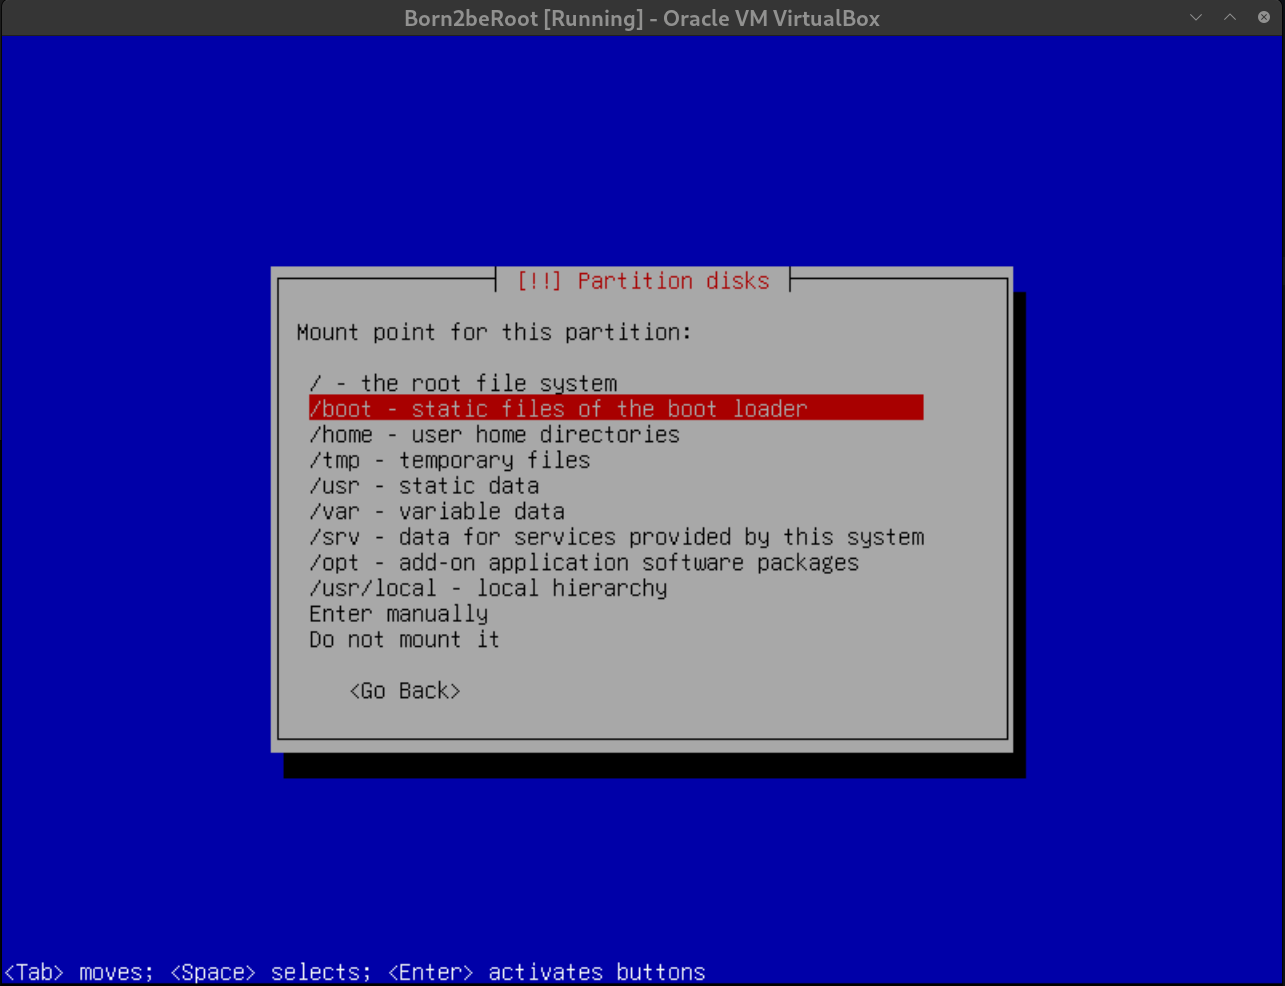 Born2beRoot [Running] - Oracle VM VirtualBox
[!!] Partition disks
Mount point for this partition:
/ - the root file system
/boot - static files of the boot loader
/home - user home directories
/tmp - temporary files
/usr - static data
/var - variable data
/srv - data for services provided by this system
/opt - add-on application software packages
/usr/local - local hierarchy
Enter manually
Do not mount it
<Go Back>
<Tab> moves; <Space> selects; <Enter> activates buttons